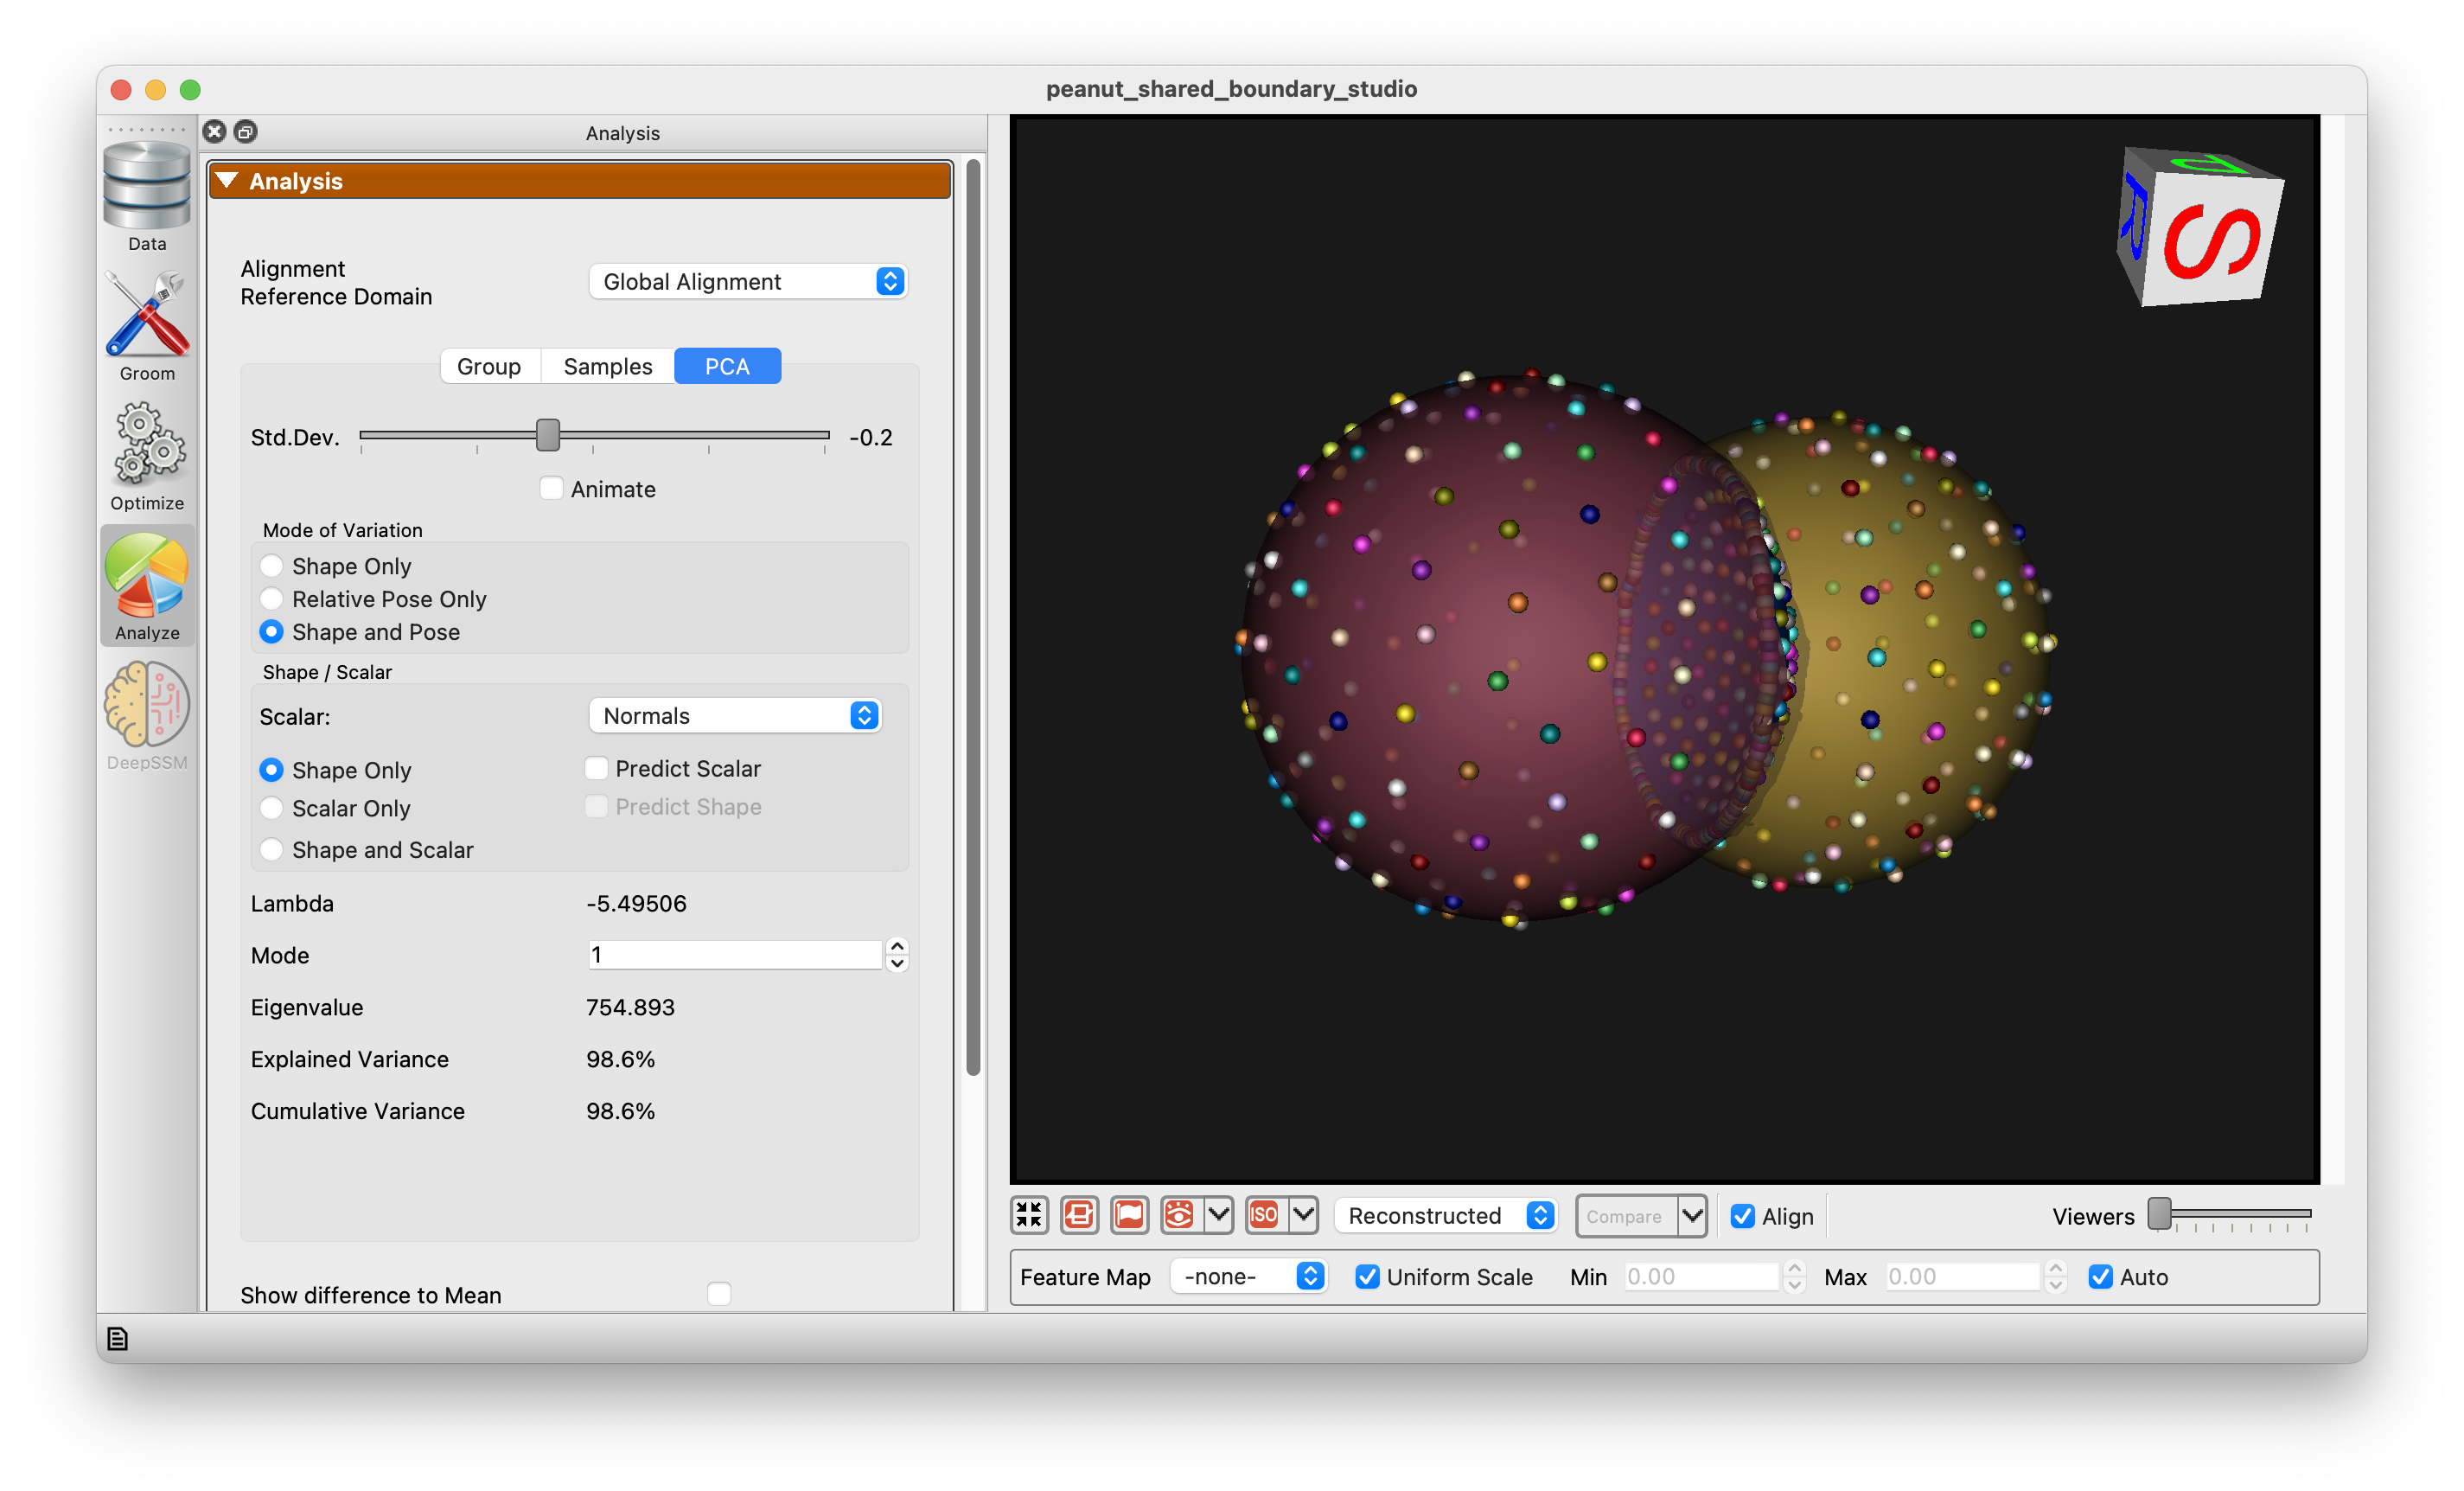 peanut_shared_boundary_studio
Data
Groom
Optimize
Analyze
DeepSSM
Analysis
Analysis
Alignment
Reference Domain
Global Alignment
Group
Samples
PCA
Std.Dev.
-0.2
Animate
Mode of Variation
Shape Only
Relative Pose Only
Shape and Pose
Shape / Scalar
Scalar:
Normals
Shape Only
Predict Scalar
Scalar Only
Predict Shape
Shape and Scalar
Lambda
-5.49506
Mode
1
Eigenvalue
754.893
Explained Variance
98.6%
Cumulative Variance
98.6%
Show difference to Mean
A
R
S
ISO
Reconstructed
Compare
Align
Viewers
Feature Map
-none-
Uniform Scale
Min
0.00
Max
0.00
Auto